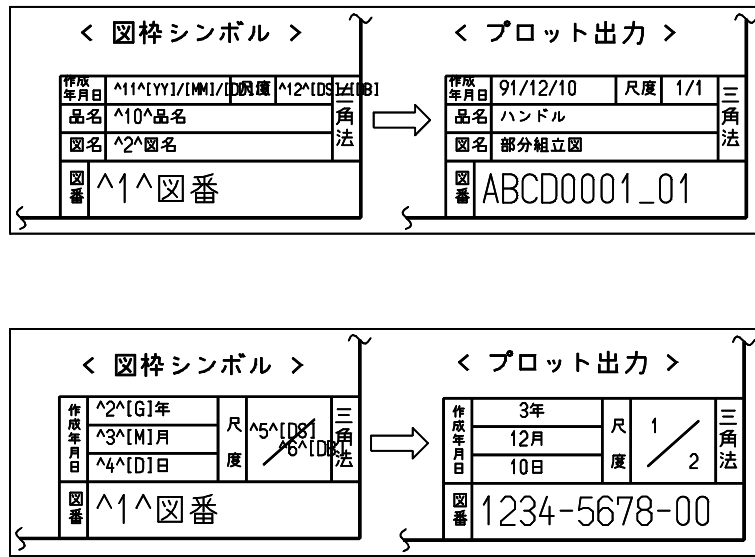 < 図枠シンボル >
作成年月日 ^11^[YY]/[MM]/[DD] 尺度 ^12^[DS]/[DB] 三角法
品名 ^10^品名
図名 ^2^図名
図番 ^1^図番
< プロット出力 >
作成年月日 91/12/10 尺度 1/1 三角法
品名 ハンドル
図名 部分組立図
図番 ABCD0001_01
< 図枠シンボル >
作成年月日 ^2^[G]年 尺度 ^5^[DS] 三角法
^3^[M]月 ^6^[DB]
^4^[D]日
図番 ^1^図番
< プロット出力 >
作成年月日 3年 尺度 1/2 三角法
12月
10日
図番 1234-5678-00